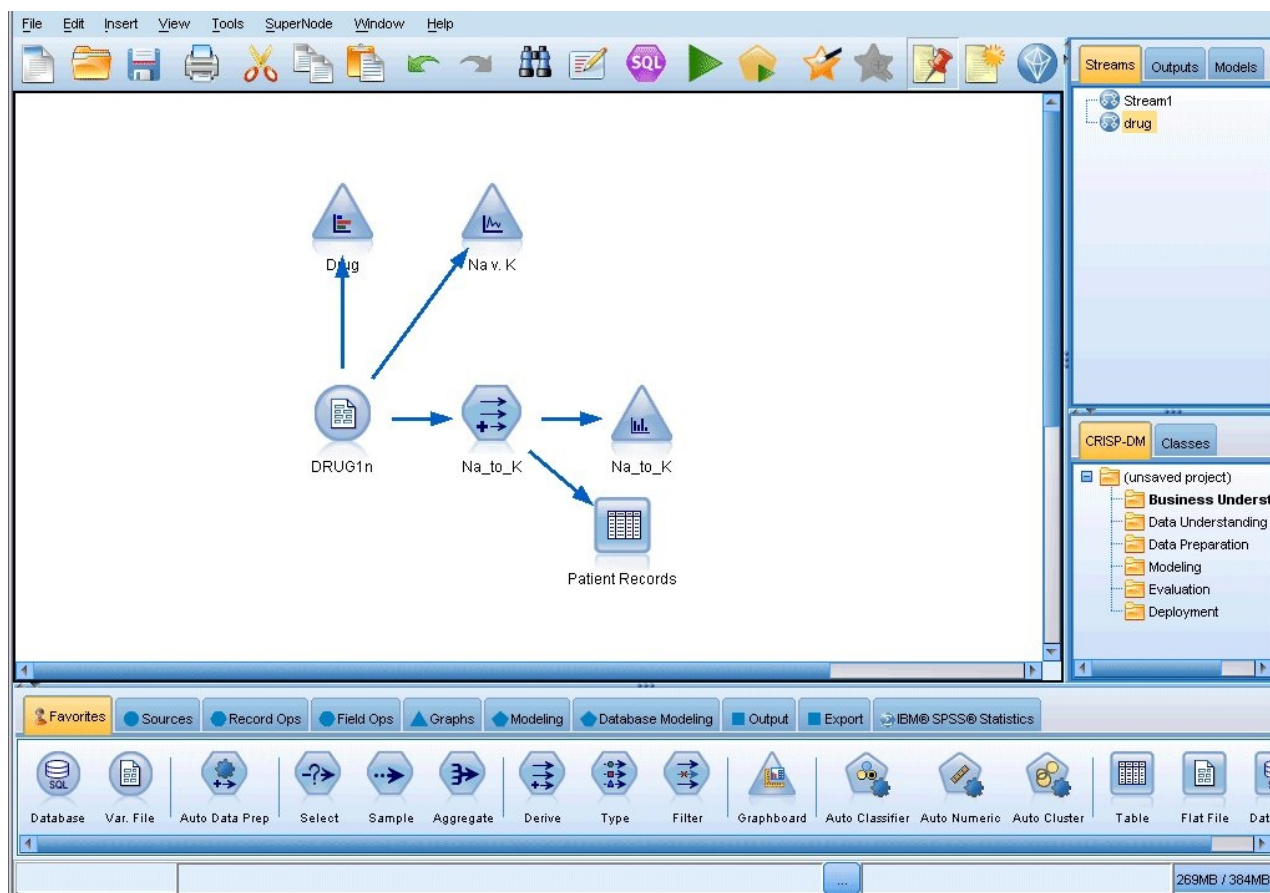 File Edit Insert View Tools SuperNode Window Help
SQL
Streams Outputs Models
Stream1
drug
Drug
Na v. K
DRUG1n
Na_to_K
Na_to_K
Patient Records
CRISP-DM Classes
(unsaved project)
Business Underst
Data Understanding
Data Preparation
Modeling
Evaluation
Deployment
Favorites Sources Record Ops Field Ops Graphs Modeling Database Modeling Output Export IBM® SPSS® Statistics
SQL
Database Var. File Auto Data Prep Select Sample Aggregate Derive Type Filter Graphboard Auto Classifier Auto Numeric Auto Cluster Table Flat File Dat
...
269MB / 384MB